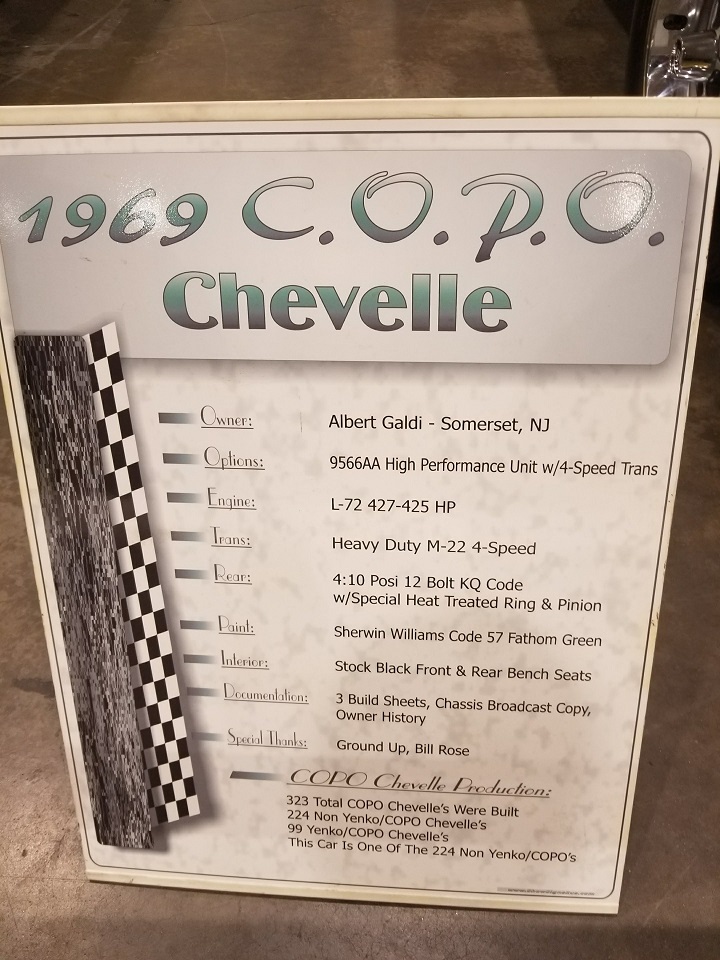 1969 C.O.P.O.
Chevelle
Owner: Albert Galdi - Somerset, NJ
Options: 9566AA High Performance Unit w/4-Speed Trans
Engine: L-72 427-425 HP
Trans: Heavy Duty M-22 4-Speed
Rear: 4:10 Posi 12 Bolt KQ Code
w/Special Heat Treated Ring & Pinion
Paint: Sherwin Williams Code 57 Fathom Green
Interior: Stock Black Front & Rear Bench Seats
Documentation: 3 Build Sheets, Chassis Broadcast Copy,
Owner History
Special Thanks: Ground Up, Bill Rose
COPO Chevelle Production:
323 Total COPO Chevelle's Were Built
224 Non Yenko/COPO Chevelle's
99 Yenko/COPO Chevelle's
This Car Is One Of The 224 Non Yenko/COPO's